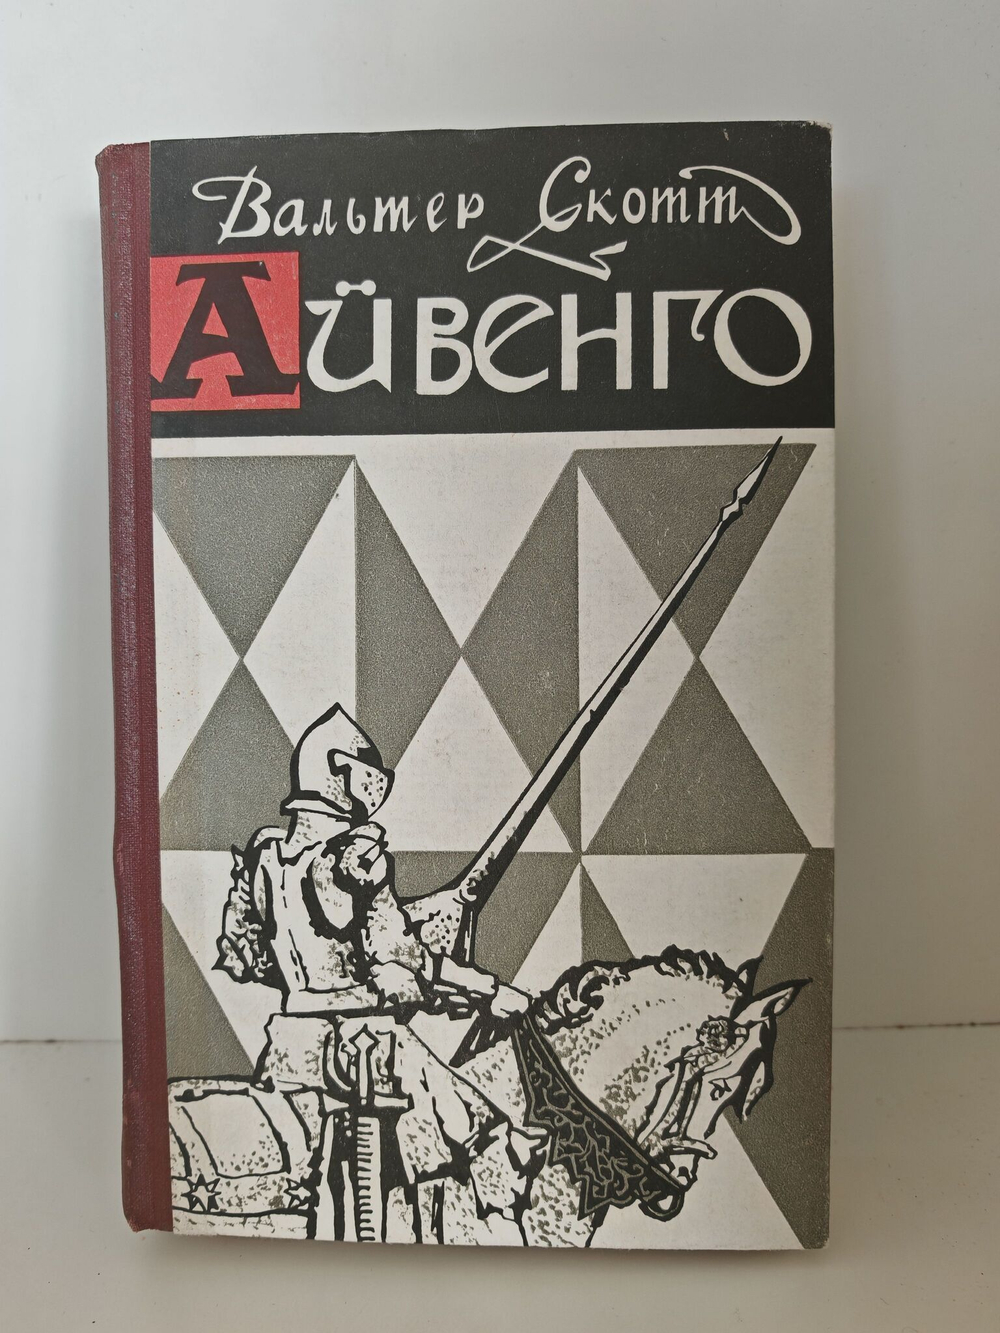 Вальтер Скотт
Айвенго